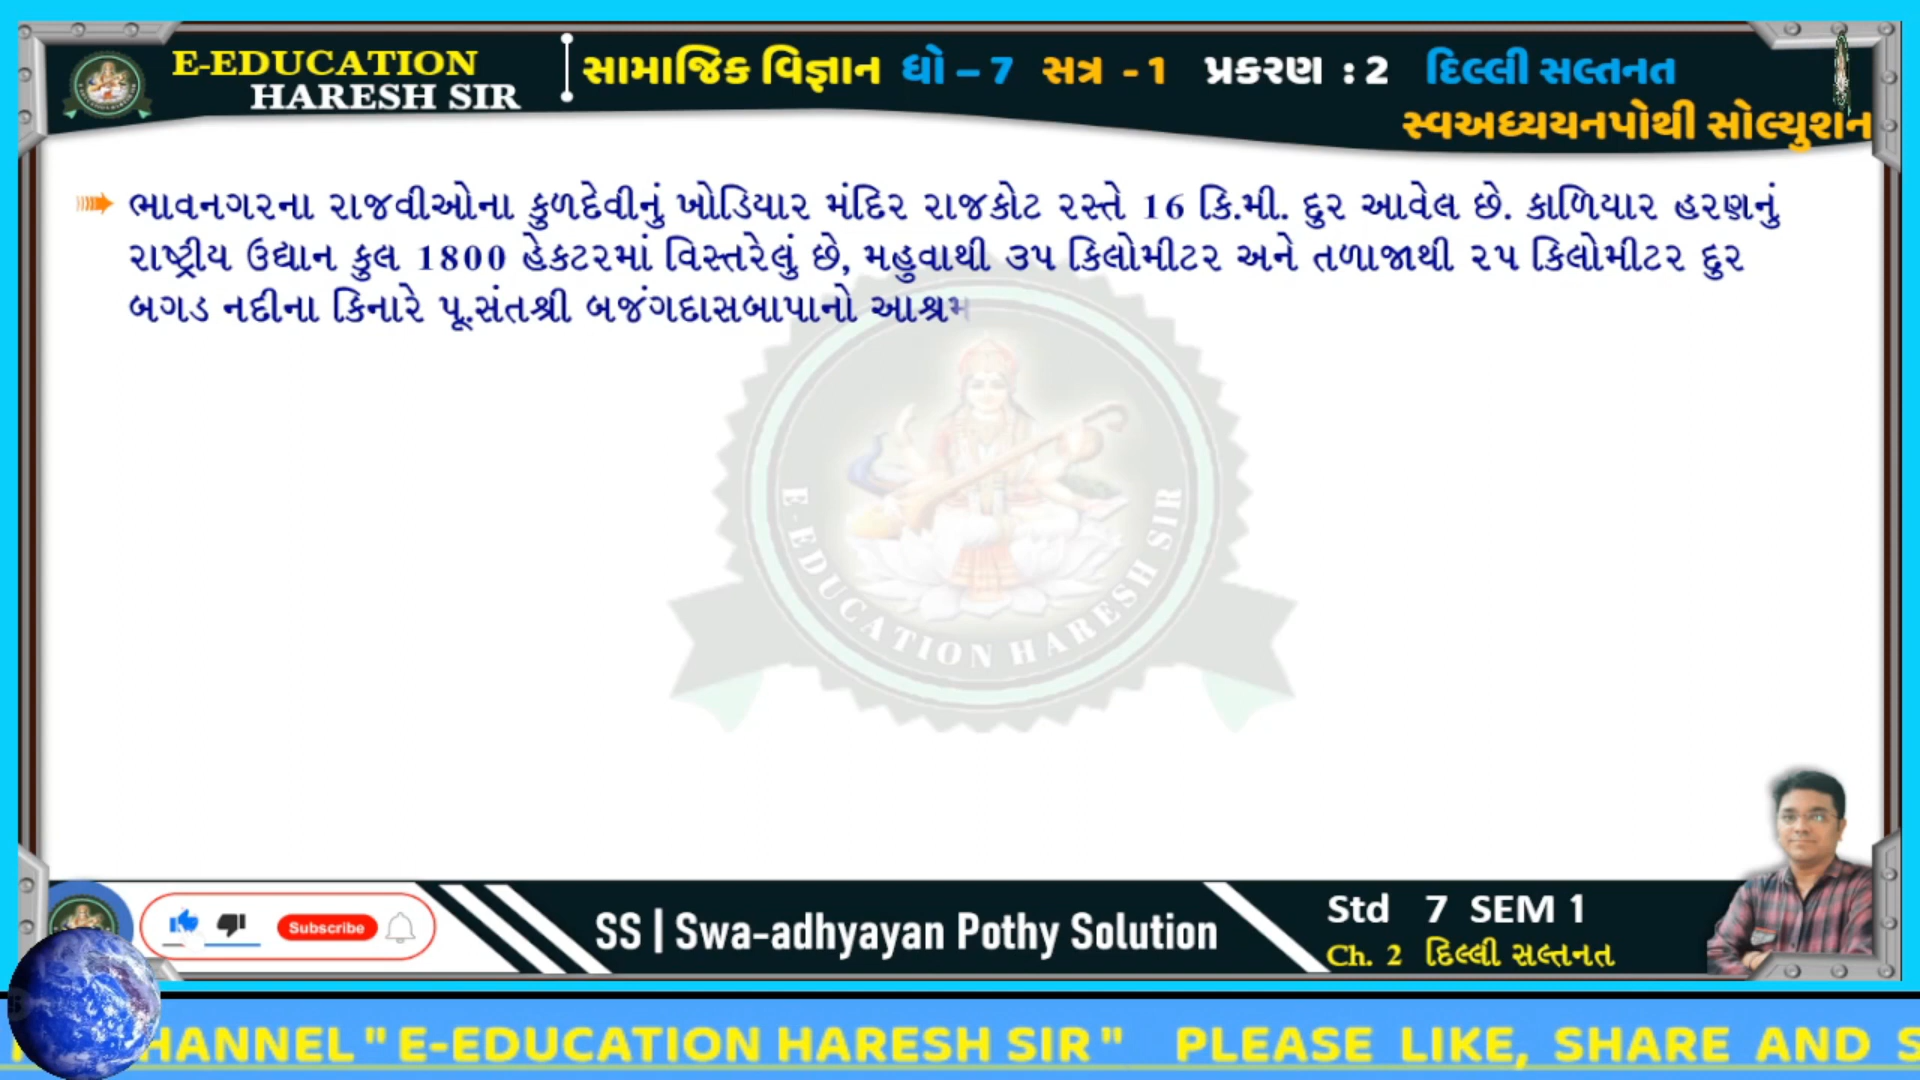 E-EDUCATION
HARESH SIR
સામાજિક વિજ્ઞાન ધો – 7 સત્ર - 1 પ્રકરણ : 2 દિલ્લી સલ્તનત
સ્વઅધ્યયનપોથી સોલ્યુશન
ભાવનગરના રાજવીઓના કુળદેવીનું ખોડિયાર મંદિર રાજકોટ રસ્તે 16 કિ.મી. દુર આવેલ છે. કાળિયાર હરણનું
રાષ્ટ્રીય ઉદ્યાન કુલ 1800 હેકટરમાં વિસ્તરેલું છે, મહુવાથી ૩૫ કિલોમીટર અને તળાજાથી ૨૫ કિલોમીટર દુર
બગડ નદીના કિનારે પૂ.સંતશ્રી બજંગદાસબાપાનો આશ્રમ
E-EDUCATION HARESH SIR
Subscribe
SS | Swa-adhyayan Pothy Solution
Std 7 SEM 1
Ch. 2 દિલ્લી સલ્તનત
HANNEL " E-EDUCATION HARESH SIR " PLEASE LIKE, SHARE AND S